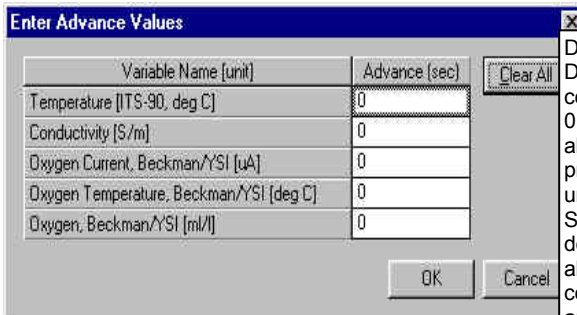 Enter Advance Values
Variable Name [unit] Advance (sec) Clear All
Temperature [ITS-90, deg C] 0
Conductivity [S/m] 0
Oxygen Current, Beckman/YSI [uA] 0
Oxygen Temperature, Beckman/YSI [deg C] 0
Oxygen, Beckman/YSI [ml/l] 0
OK Cancel